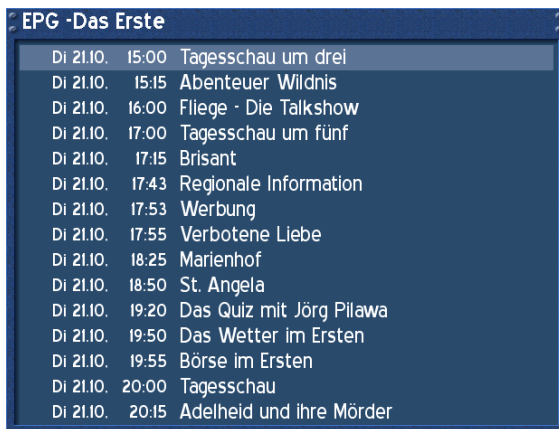 EPG -Das Erste
Di 21.10. 15:00 Tagesschau um drei
Di 21.10. 15:15 Abenteuer Wildnis
Di 21.10. 16:00 Fliege - Die Talkshow
Di 21.10. 17:00 Tagesschau um fünf
Di 21.10. 17:15 Brisant
Di 21.10. 17:43 Regionale Information
Di 21.10. 17:53 Werbung
Di 21.10. 17:55 Verbotene Liebe
Di 21.10. 18:25 Marienhof
Di 21.10. 18:50 St. Angela
Di 21.10. 19:20 Das Quiz mit Jörg Pilawa
Di 21.10. 19:50 Das Wetter im Ersten
Di 21.10. 19:55 Börse im Ersten
Di 21.10. 20:00 Tagesschau
Di 21.10. 20:15 Adelheid und ihre Mörder